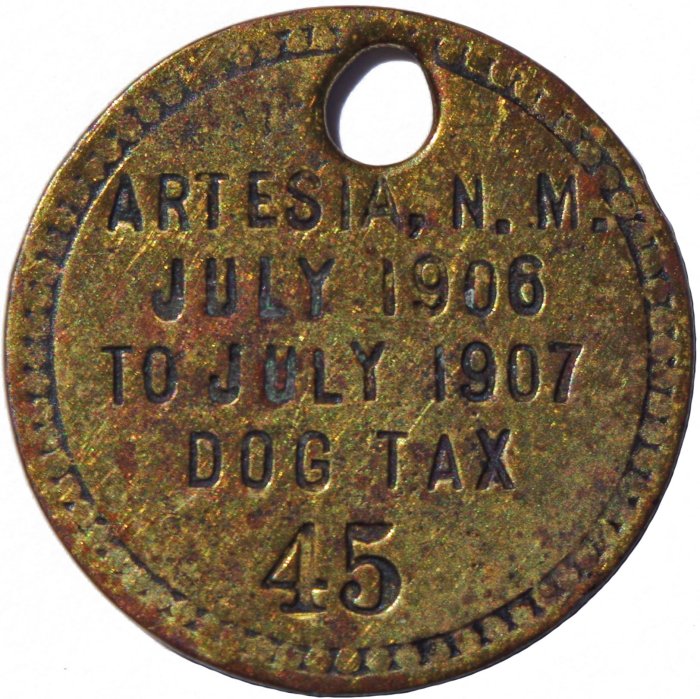 ARTESIA, N. M.
JULY 1906
TO JULY 1907
DOG TAX
45